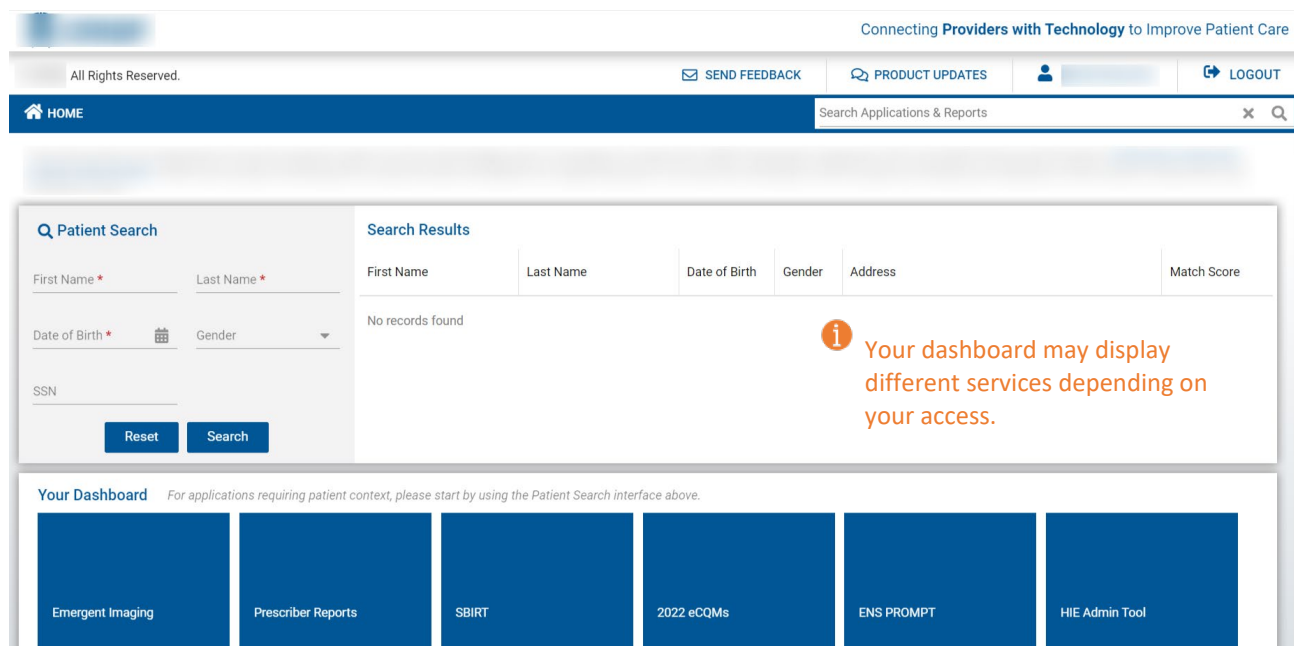 Connecting Providers with Technology to Improve Patient Care
All Rights Reserved.
SEND FEEDBACK
PRODUCT UPDATES
LOGOUT
HOME
Search Applications & Reports
Patient Search
First Name *
Last Name *
Date of Birth *
Gender
SSN
Reset
Search
Search Results
First Name
Last Name
Date of Birth
Gender
Address
Match Score
No records found
Your dashboard may display
different services depending on
your access.
Your Dashboard
For applications requiring patient context, please start by using the Patient Search interface above.
Emergent Imaging
Prescriber Reports
SBIRT
2022 eCQMs
ENS PROMPT
HIE Admin Tool